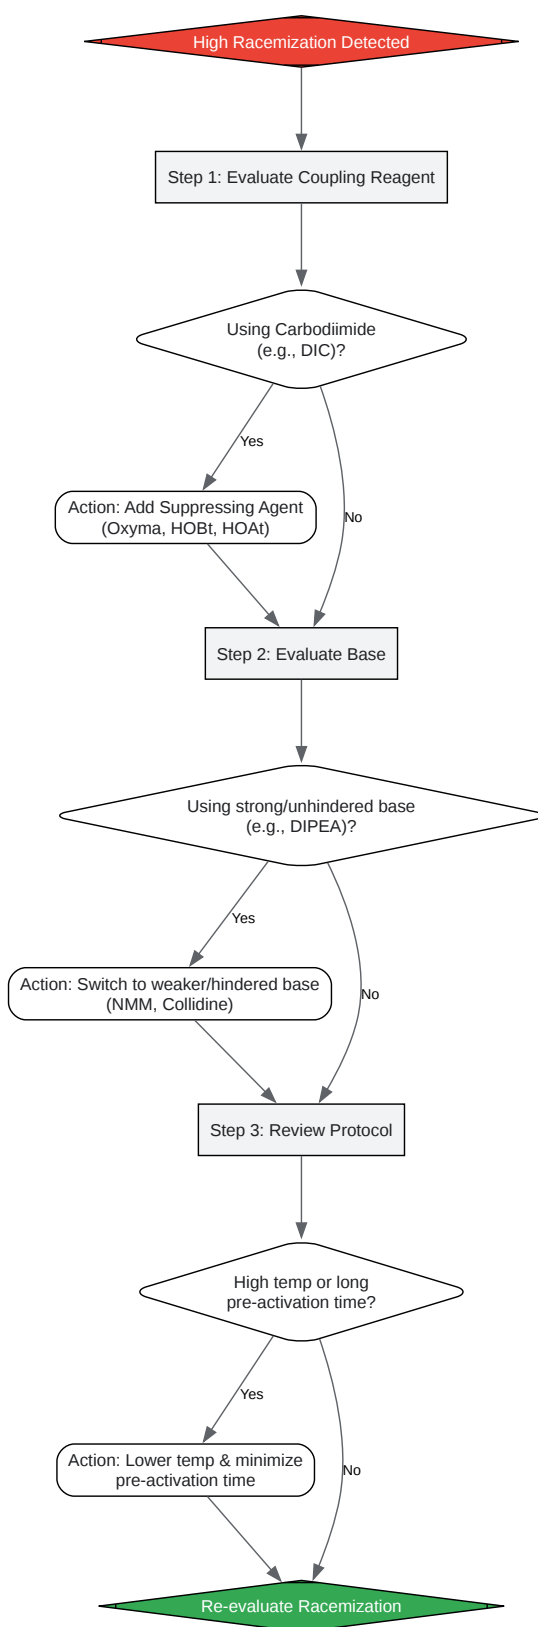 High Racemization Detected
Step 1: Evaluate Coupling Reagent
Using Carbodiimide
(e.g., DIC)?
Yes
Action: Add Suppressing Agent
(Oxyma, HOBt, HOAt)
No
Step 2: Evaluate Base
Using strong/unhindered base
(e.g., DIPEA)?
Yes
Action: Switch to weaker/hindered base
(NMM, Collidine)
No
Step 3: Review Protocol
High temp or long
pre-activation time?
Yes
Action: Lower temp & minimize
pre-activation time
No
Re-evaluate Racemization